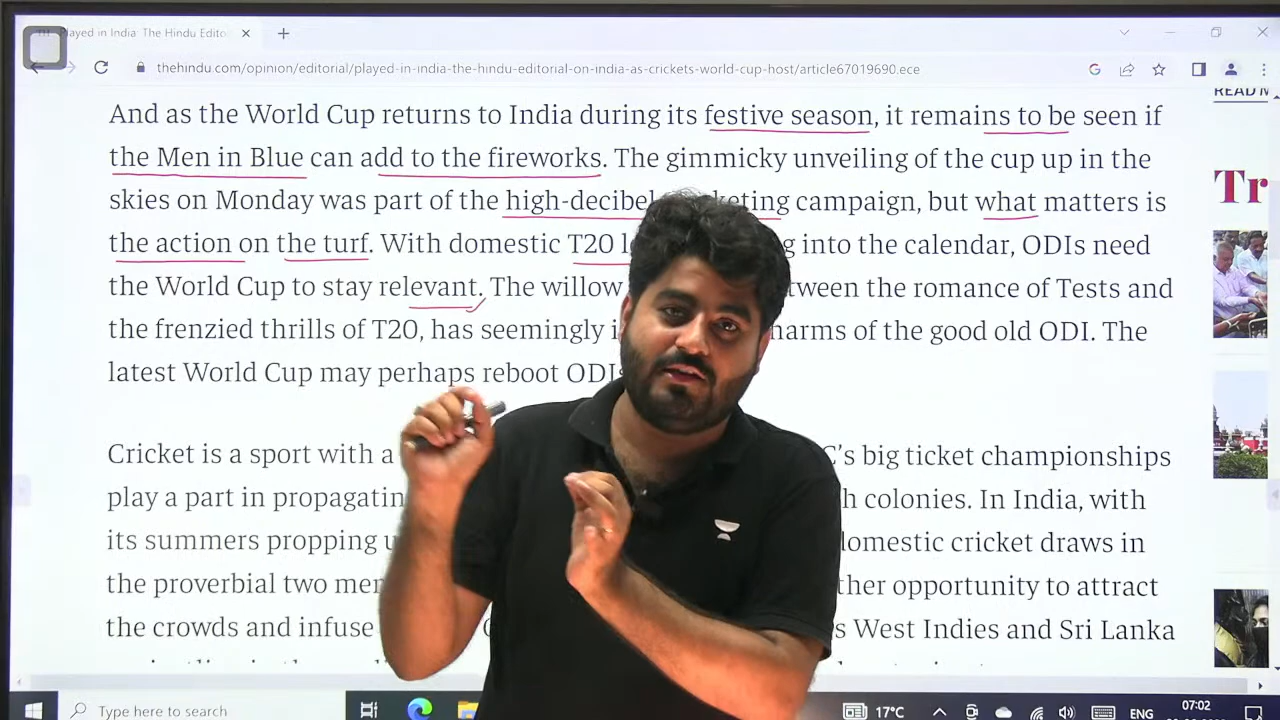 Played in India The Hindu Edito
thehindu.com/opinion/editorial/played-in-india-the-hindu-editorial-on-india-as-crickets-world-cup-host/article67019690.ece
And as the World Cup returns to India during its festive season, it remains to be seen if
the Men in Blue can add to the fireworks. The gimmicky unveiling of the cup up in the
skies on Monday was part of the high-decibel keting campaign, but what matters is
the action on the turf. With domestic T20 l g into the calendar, ODIs need
the World Cup to stay relevant. The willow tween the romance of Tests and
the frenzied thrills of T20, has seemingly i harms of the good old ODI. The
latest World Cup may perhaps reboot ODIs
Cricket is a sport with a C's big ticket championships
play a part in propagatin h colonies. In India, with
its summers propping u domestic cricket draws in
the proverbial two me ther opportunity to attract
the crowds and infuse s West Indies and Sri Lanka
READ M
Tr
Type here to search
17°C
ENG
07:02